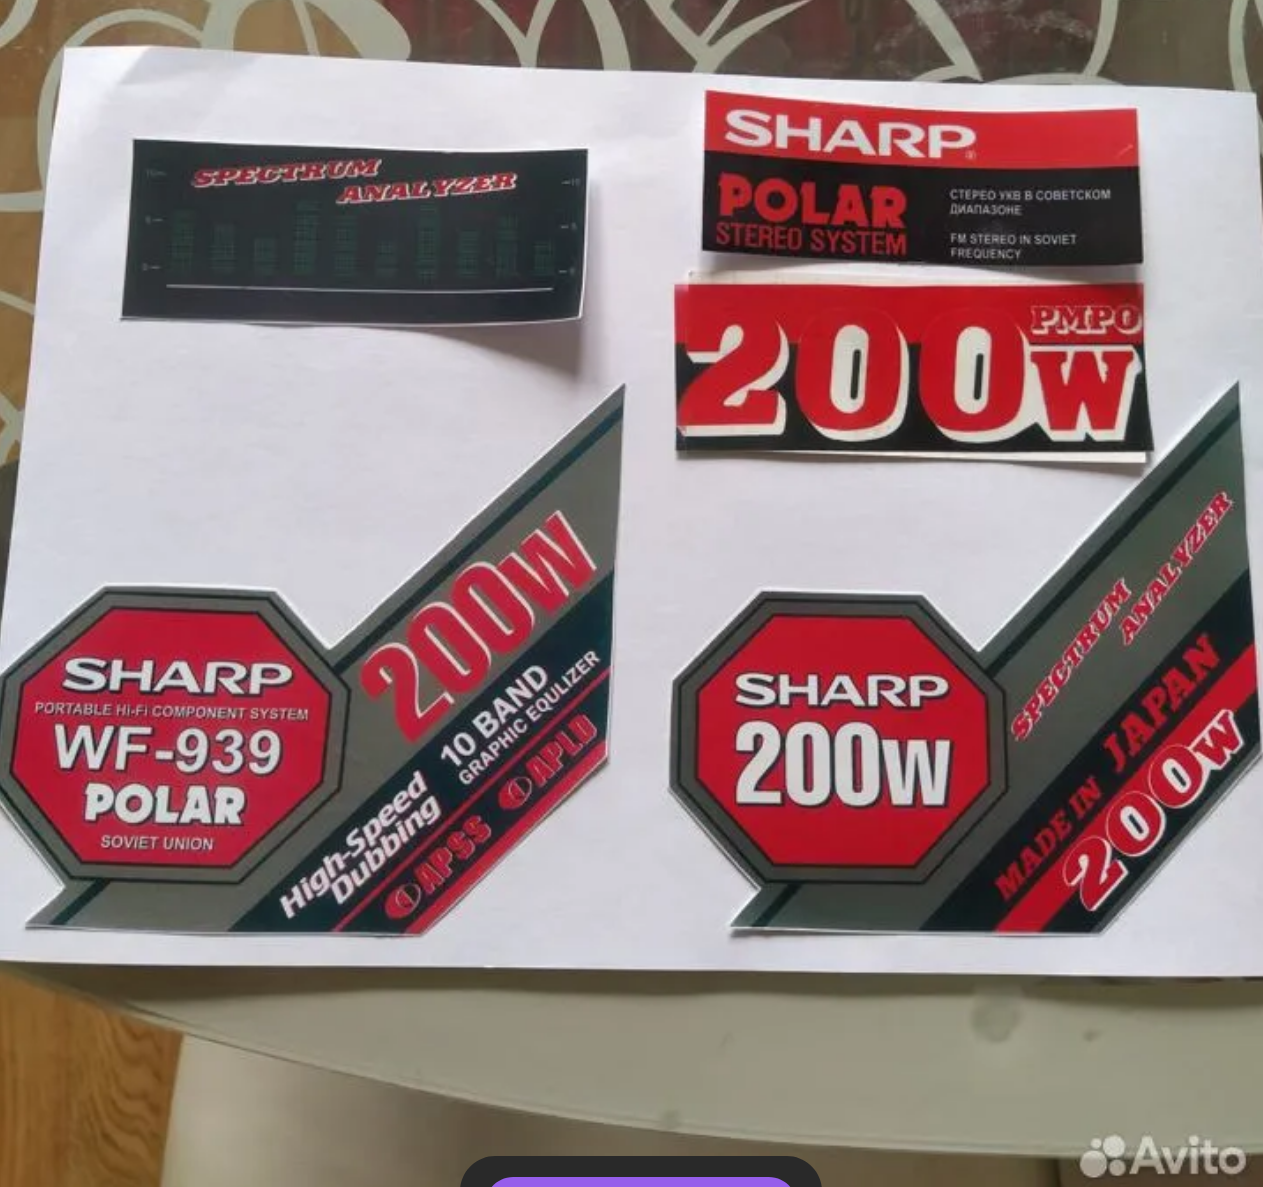 SPECTRUM
ANALYZER
SHARP
POLAR
STEREO SYSTEM
СТЕРЕО УКВ В СОВЕТСКОМ
ДИАПАЗОНЕ
FM STEREO IN SOVIET
FREQUENCY
200W
PMPO
SHARP
PORTABLE Hi-Fi COMPONENT SYSTEM
WF-939
POLAR
SOVIET UNION
200W
10 BAND
GRAPHIC EQULIZER
High-Speed
Dubbing
APSS
APLD
SHARP
200W
SPECTRUM
ANALYZER
MADE IN JAPAN
200W
Avito